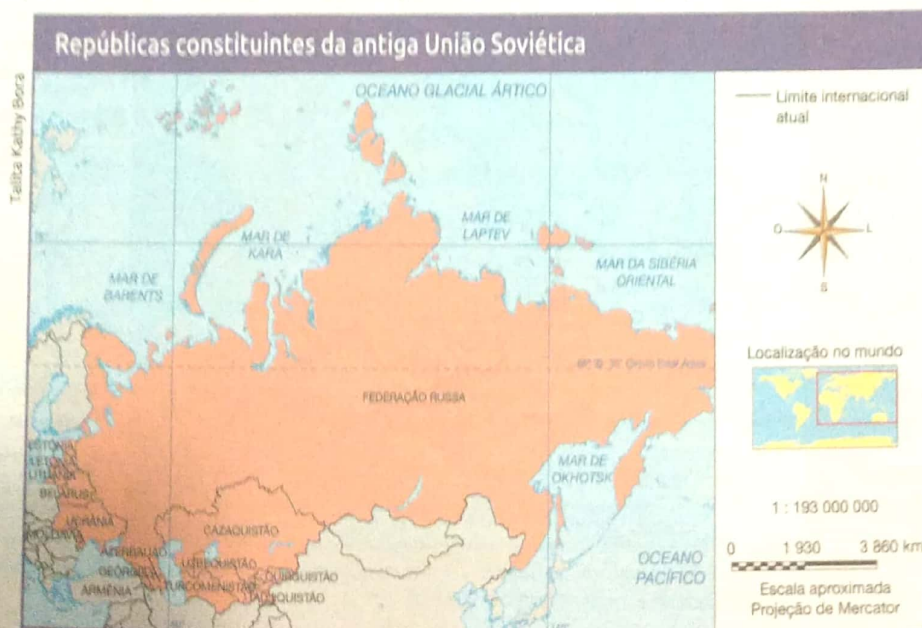 Repúblicas constituintes da antiga União Soviética
Talita Kathy Bora
OCEANO GLACIAL ÁRTICO
MAR DE
LAPTEV
MAR DE
KARA
MAR DA SIBÉRIA
ORIENTAL
MAR DE
BARENTS
Círculo Polar Ártico
FEDERAÇÃO RUSSA
ESTÔNIA
LETÔNIA
LITUÂNIA
BELARUS
UCRÂNIA
MOLDÁVIA
MAR DE
OKHOTSK
CAZAQUISTÃO
AZERBAIJÃO
GEÓRGIA
ARMÊNIA
UZBEQUISTÃO
TURCOMENISTÃO
QUIRGUISTÃO
TADJIQUISTÃO
OCEANO
PACÍFICO
Limite internacional
atual
N
O
L
S
Localização no mundo
1 : 193 000 000
0 1 930 3 860 km
Escala aproximada
Projeção de Mercator